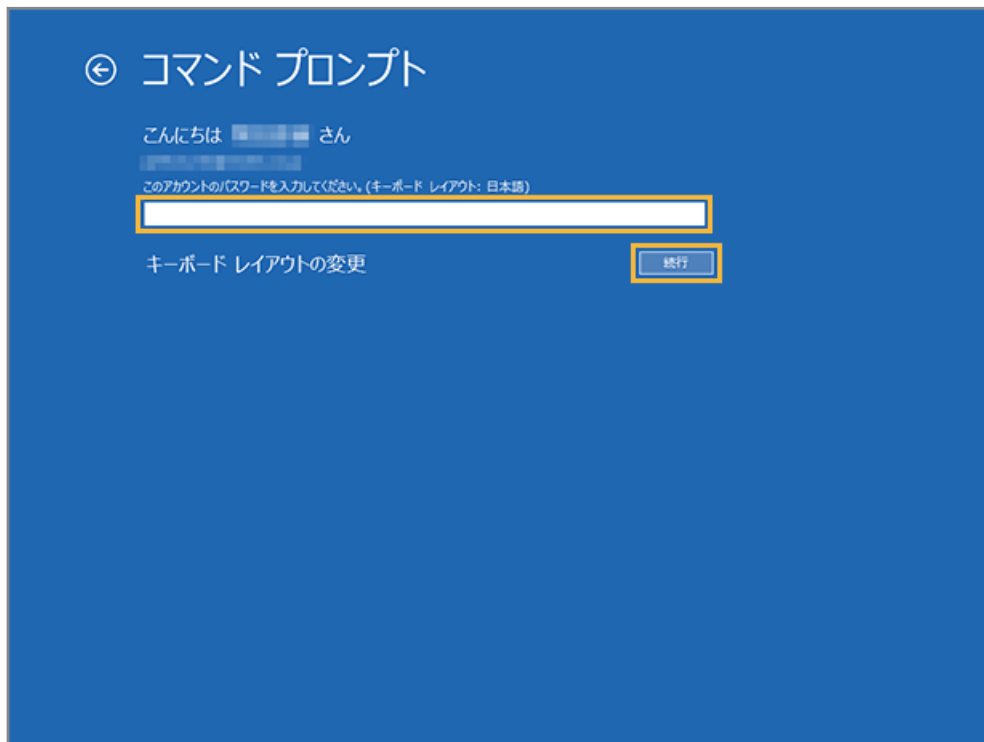 コマンド プロンプト
こんにちは さん
このアカウントのパスワードを入力してください。(キーボード レイアウト: 日本語)
キーボード レイアウトの変更
続行